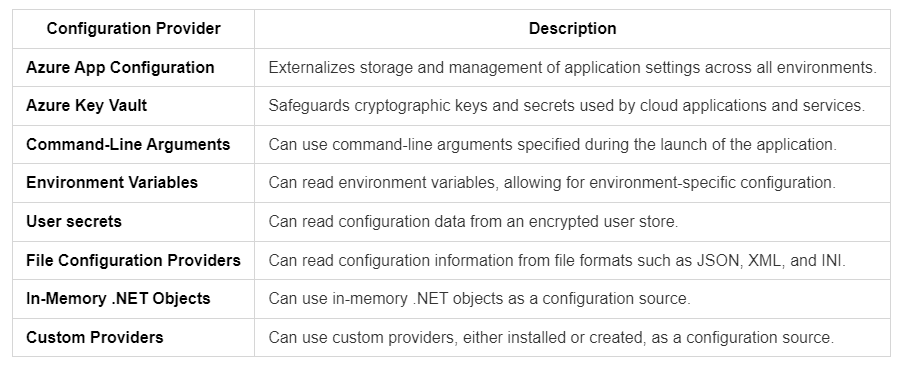 Configuration Provider Description
Azure App Configuration Externalizes storage and management of application settings across all environments.
Azure Key Vault Safeguards cryptographic keys and secrets used by cloud applications and services.
Command-Line Arguments Can use command-line arguments specified during the launch of the application.
Environment Variables Can read environment variables, allowing for environment-specific configuration.
User secrets Can read configuration data from an encrypted user store.
File Configuration Providers Can read configuration information from file formats such as JSON, XML, and INI.
In-Memory .NET Objects Can use in-memory .NET objects as a configuration source.
Custom Providers Can use custom providers, either installed or created, as a configuration source.